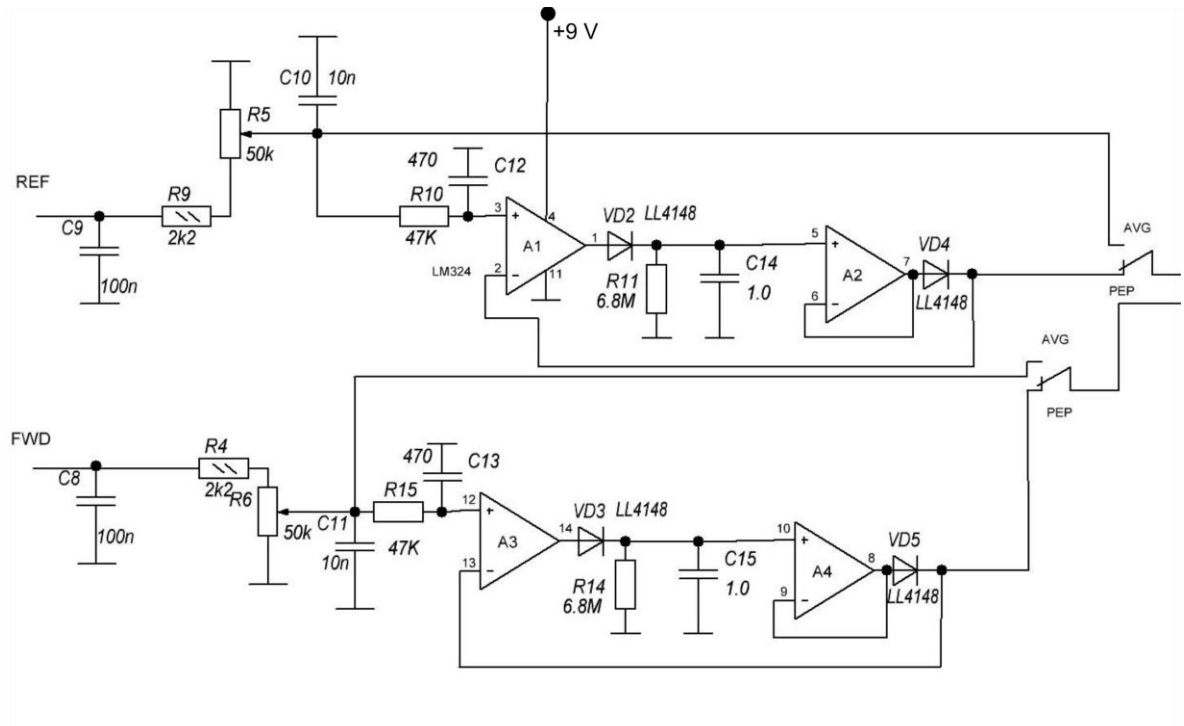 +9 V
C10
10n
R5
50k
REF
C9
100n
R9
2k2
470
C12
R10
47K
3
+
4
A1
1
2
−
11
LM324
VD2
LL4148
R11
6.8M
C14
1.0
5
+
A2
7
6
−
VD4
LL4148
AVG
PEP
AVG
PEP
FWD
C8
100n
R4
2k2
R6
50k
C11
10n
R15
47K
470
C13
12
+
A3
14
13
−
VD3
LL4148
R14
6.8M
C15
1.0
10
+
A4
8
9
−
VD5
LL4148